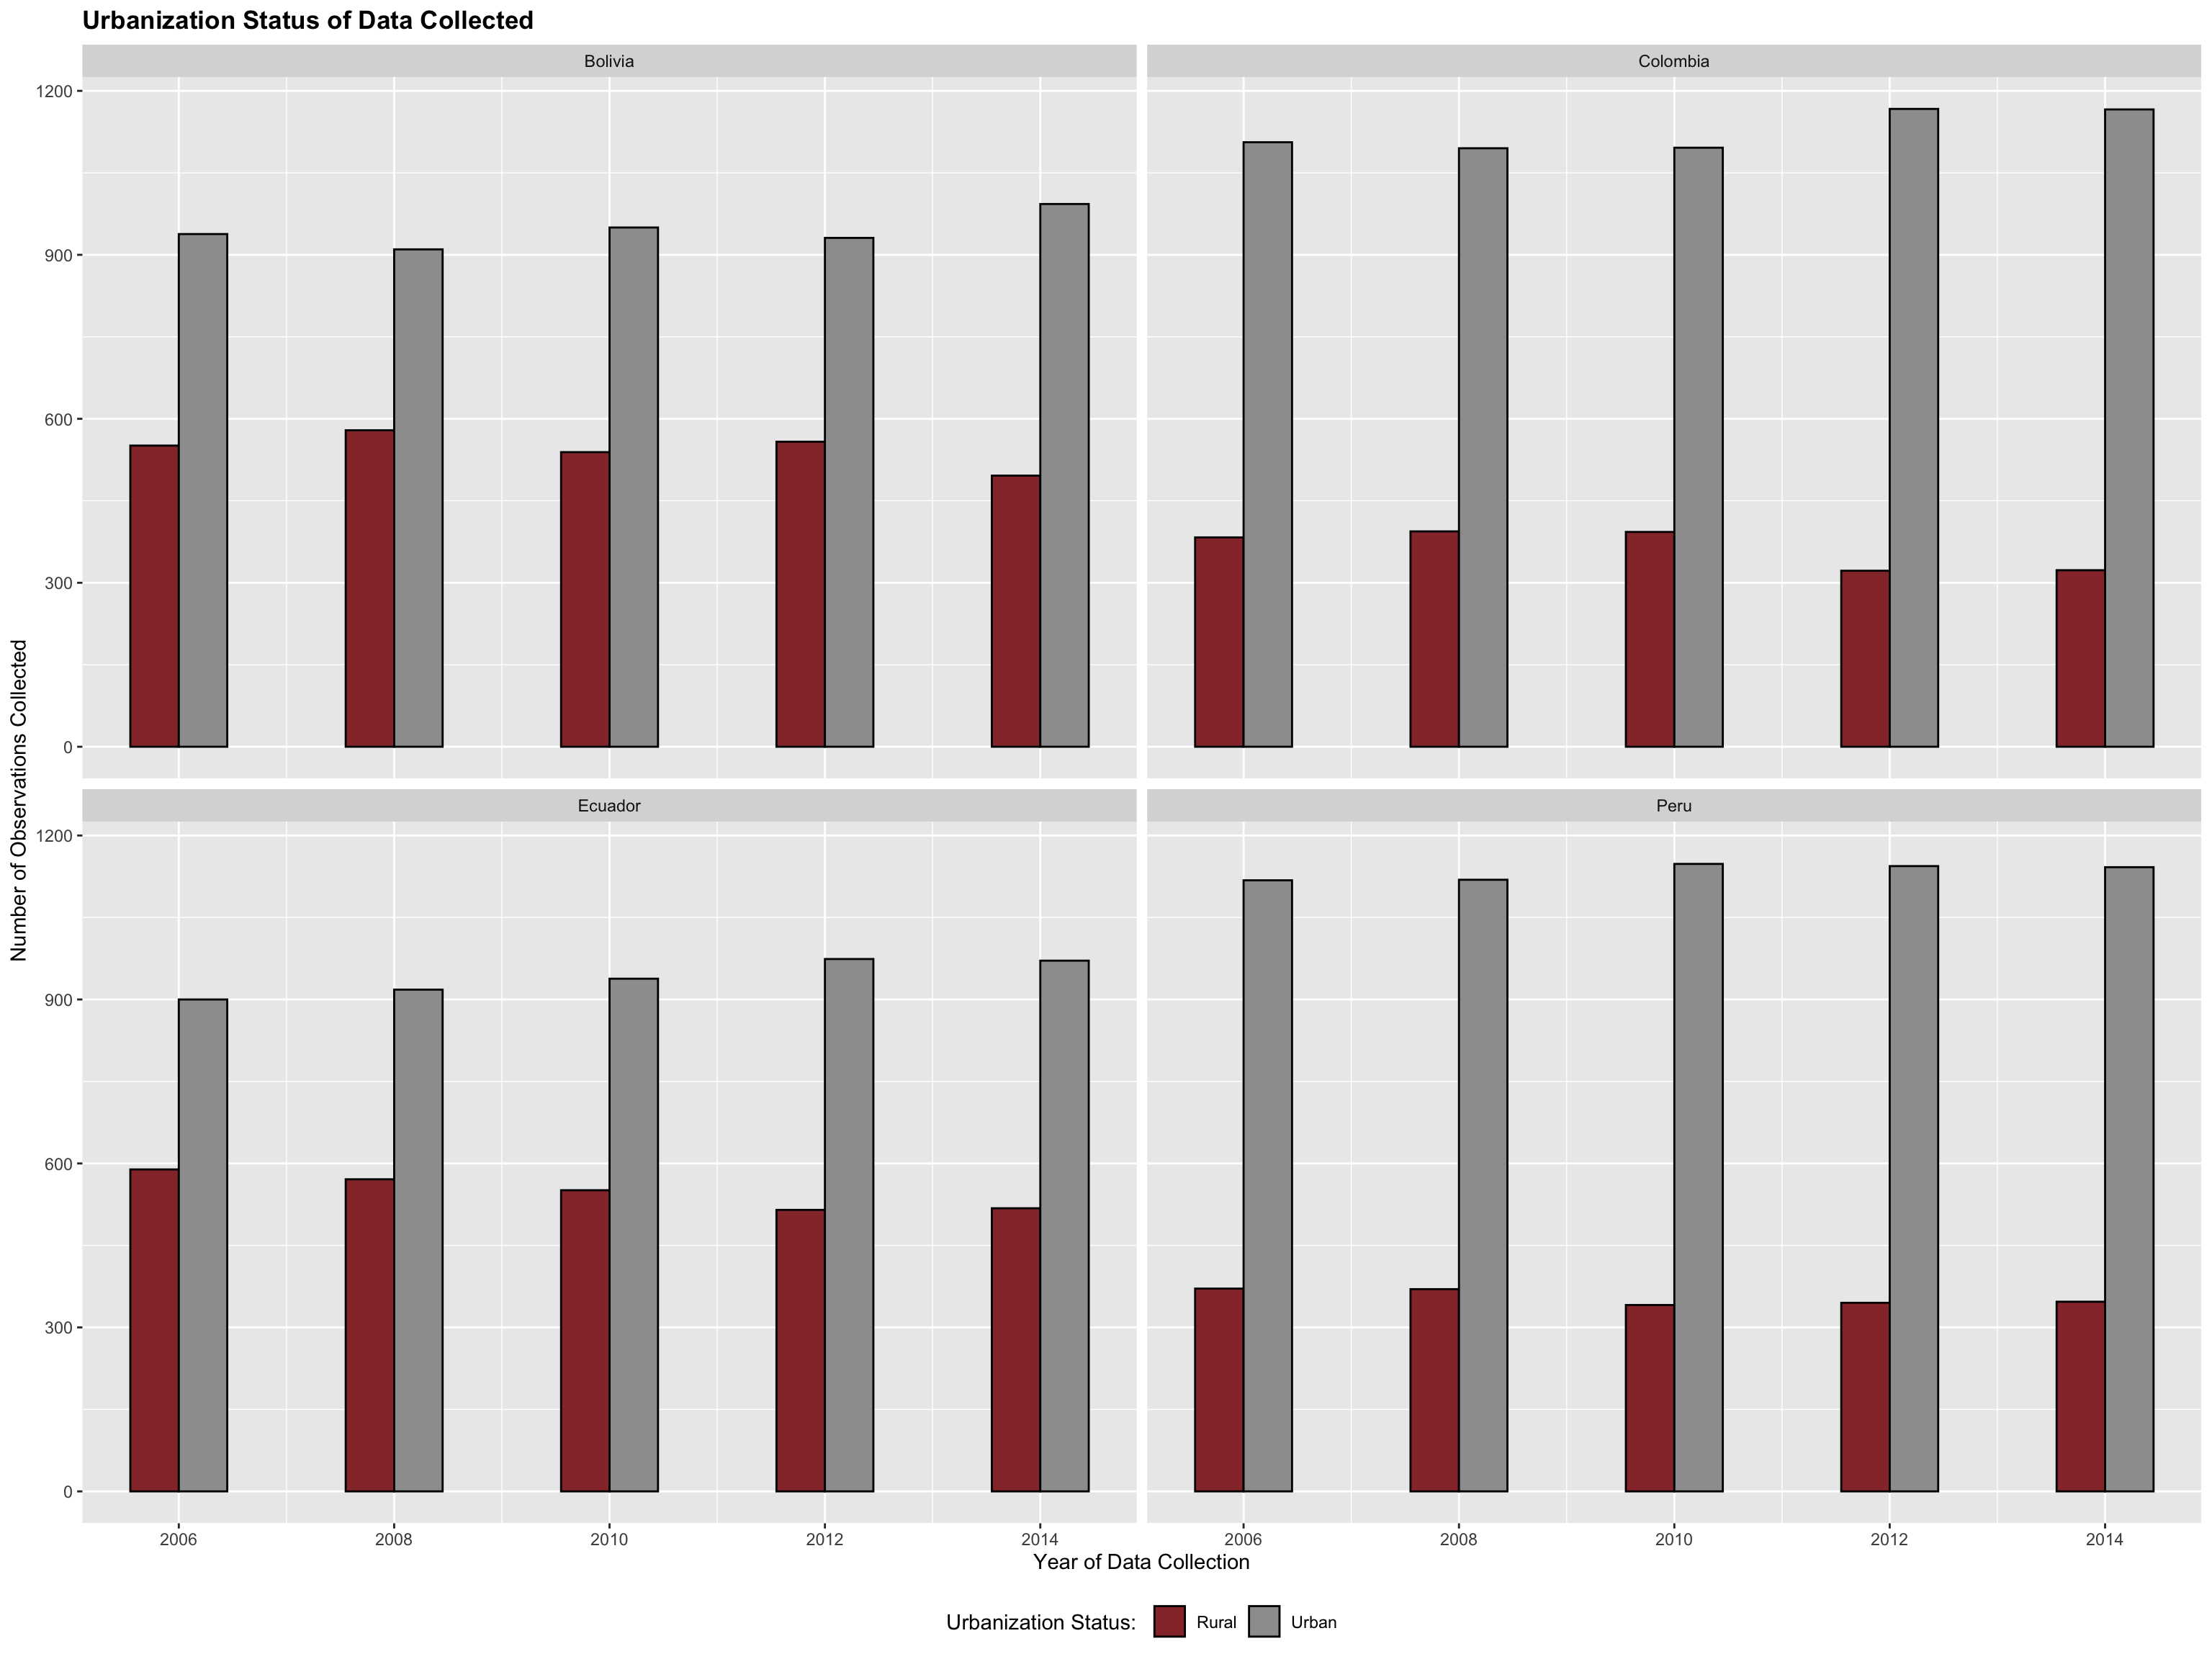 Urbanization Status of Data Collected
Bolivia
Colombia
1200
900
600
300
0
Number of Observations Collected
Ecuador
Peru
1200
900
600
300
0
2006 2008 2010 2012 2014
2006 2008 2010 2012 2014
Year of Data Collection
Urbanization Status: Rural Urban